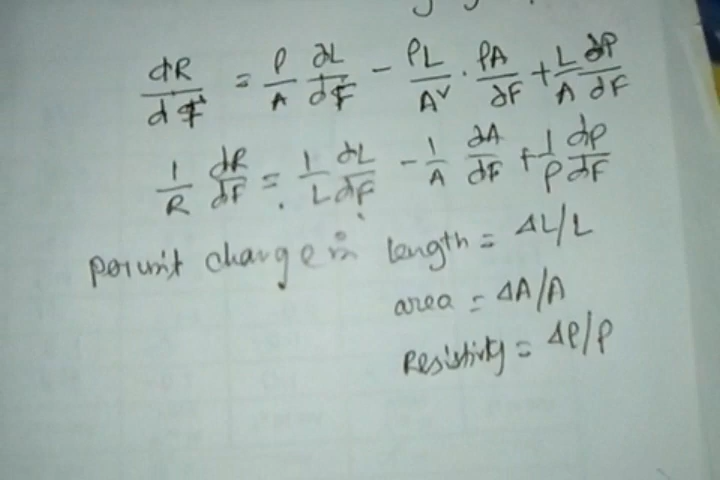 dR/dF = ρ/A ∂L/∂F − ρL/A² · ρA/∂F + L/A ∂ρ/∂F
1/R dR/dF = 1/L ∂L/∂F − 1/A ∂A/∂F + 1/ρ ∂ρ/∂F
per unit change in length = ΔL/L
area = ΔA/A
Resistivity = Δρ/ρ